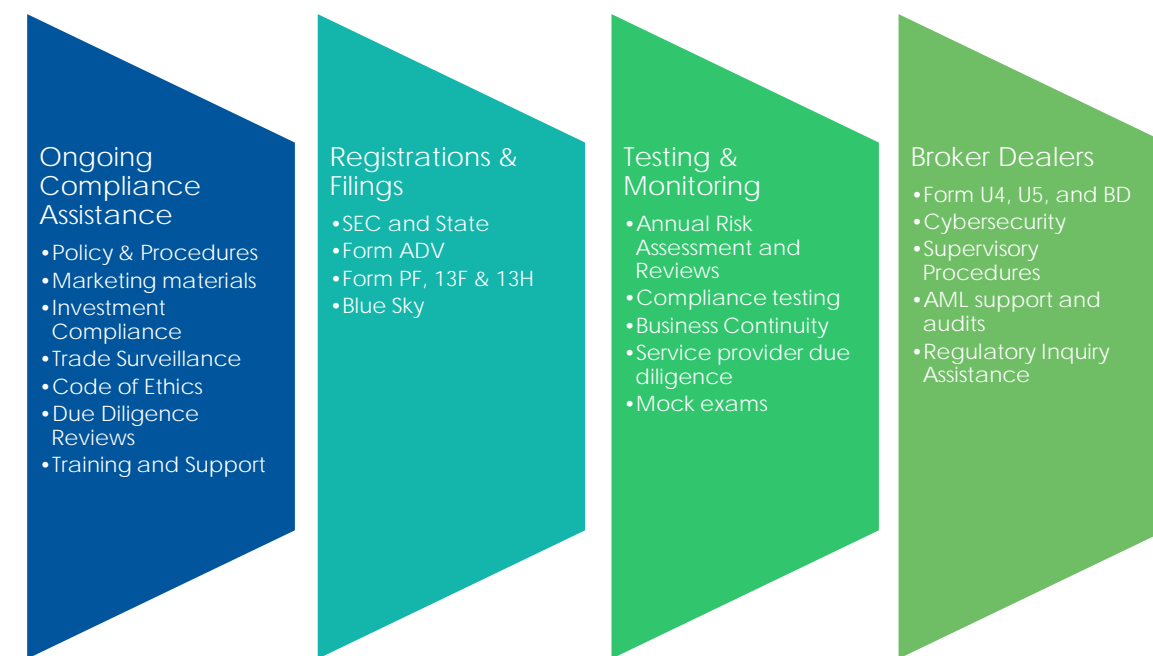 Ongoing
Compliance
Assistance
•Policy & Procedures
•Marketing materials
•Investment
Compliance
•Trade Surveillance
•Code of Ethics
•Due Diligence
Reviews
•Training and Support
Registrations &
Filings
•SEC and State
•Form ADV
•Form PF, 13F & 13H
•Blue Sky
Testing &
Monitoring
•Annual Risk
Assessment and
Reviews
•Compliance testing
•Business Continuity
•Service provider due
diligence
•Mock exams
Broker Dealers
•Form U4, U5, and BD
•Cybersecurity
•Supervisory
Procedures
•AML support and
audits
•Regulatory Inquiry
Assistance